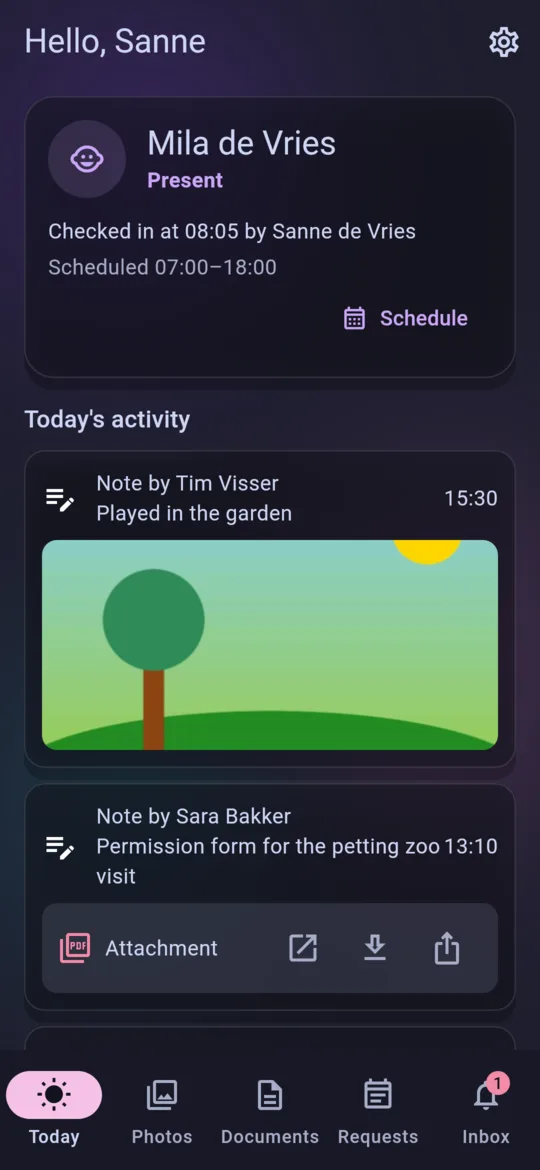 Hello, Sanne
Mila de Vries
Present
Checked in at 08:05 by Sanne de Vries
Scheduled 07:00–18:00
Schedule
Today's activity
Note by Tim Visser
Played in the garden
15:30
Note by Sara Bakker
Permission form for the petting zoo
visit
13:10
PDF
Attachment
1
Today
Photos
Documents
Requests
Inbox